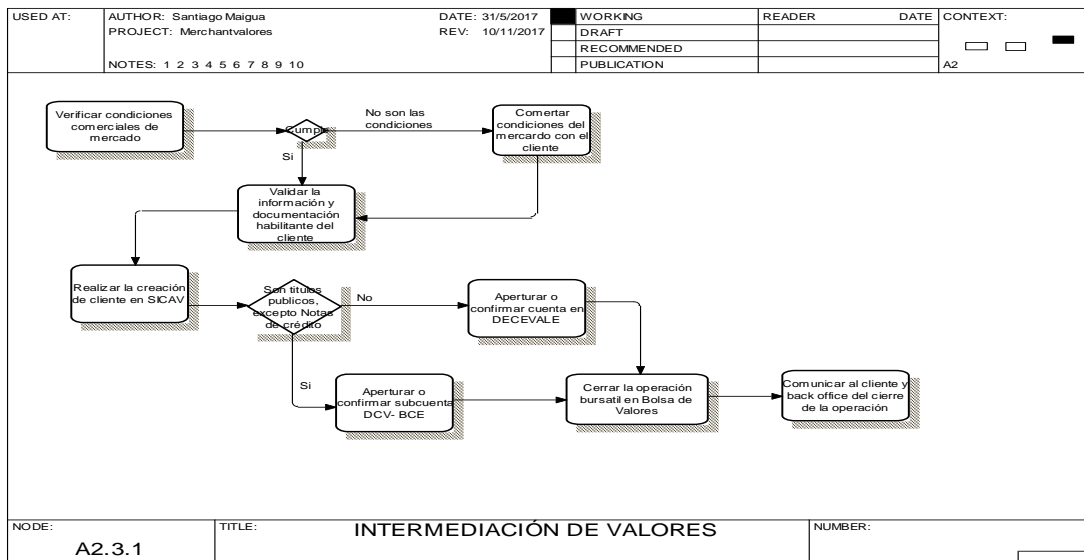 USED AT:
AUTHOR: Santiago Maigua
DATE: 31/5/2017
PROJECT: Merchantvalores
REV: 10/11/2017
NOTES: 1 2 3 4 5 6 7 8 9 10
WORKING
DRAFT
RECOMMENDED
PUBLICATION
READER
DATE
CONTEXT:
A2
Verificar condiciones
comerciales de
mercado
Cumple
No son las
condiciones
Comertar
condiciones del
mercardo con el
cliente
Si
Validar la
información y
documentación
habilitante del
cliente
Realizar la creación
de cliente en SICAV
Son titulos
publicos,
excepto Notas
de crédito
No
Aperturar o
confirmar cuenta en
DECEVALE
Si
Aperturar o
confirmar subcuenta
DCV- BCE
Cerrar la operación
bursatil en Bolsa de
Valores
Comunicar al cliente y
back office del cierre
de la operación
NODE:
A2.3.1
TITLE:
INTERMEDIACIÓN DE VALORES
NUMBER: